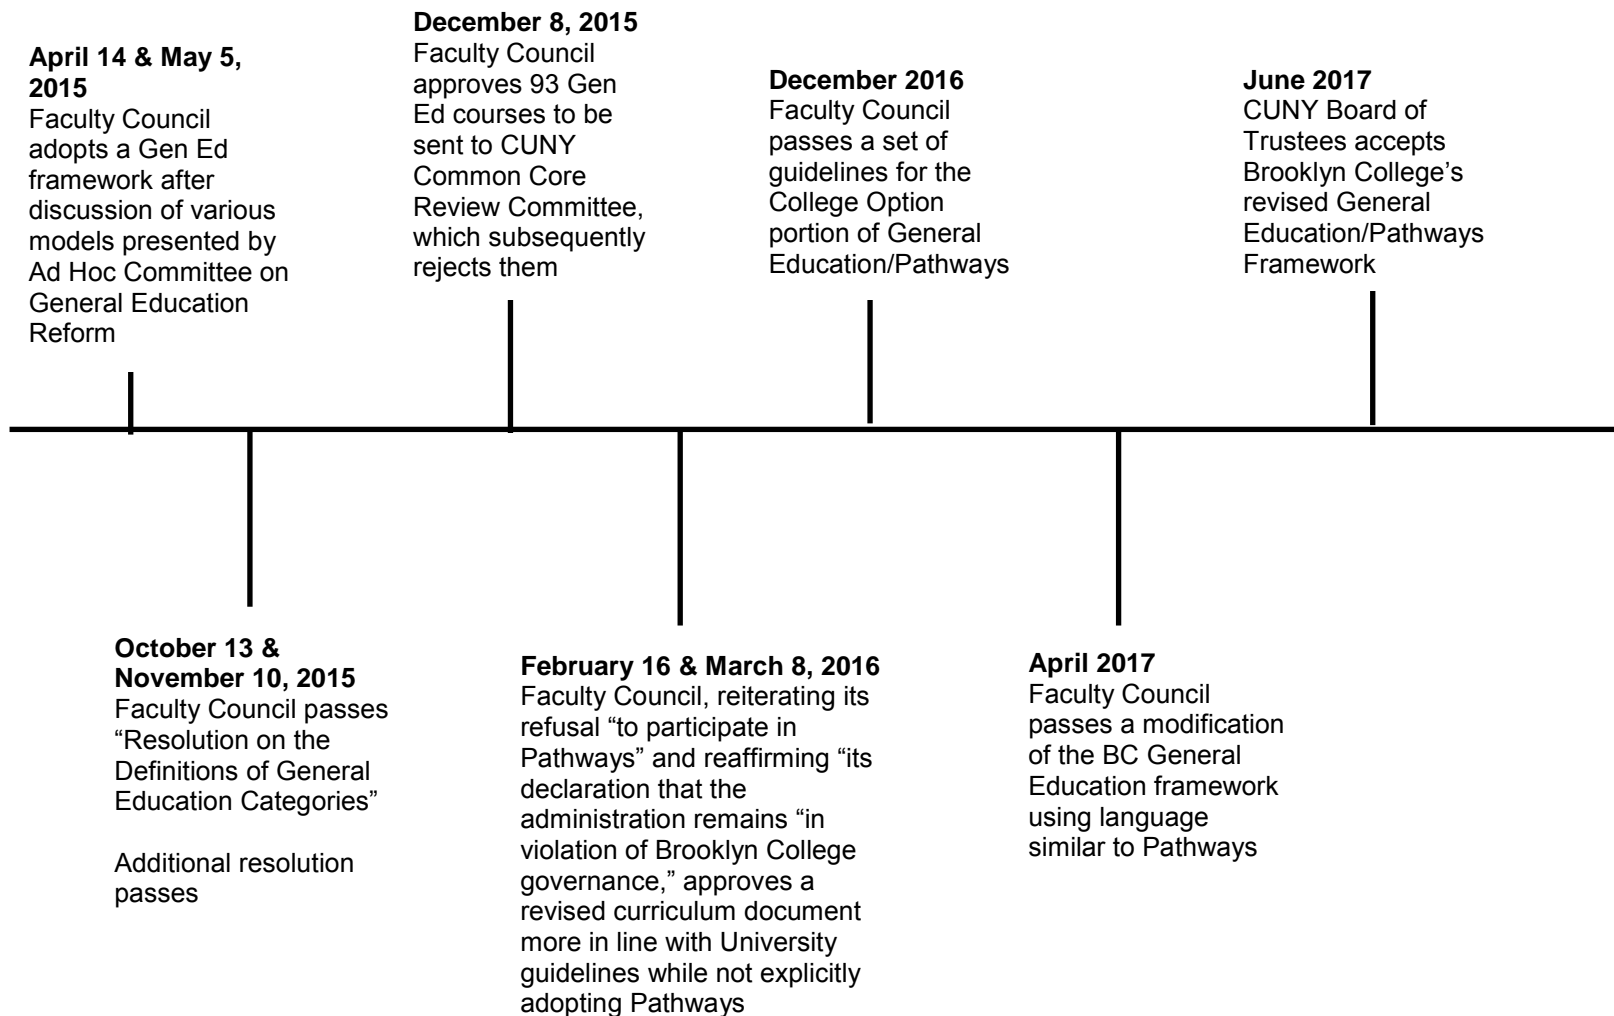 April 14 & May 5,
2015
Faculty Council
adopts a Gen Ed
framework after
discussion of various
models presented by
Ad Hoc Committee on
General Education
Reform
December 8, 2015
Faculty Council
approves 93 Gen
Ed courses to be
sent to CUNY
Common Core
Review Committee,
which subsequently
rejects them
December 2016
Faculty Council
passes a set of
guidelines for the
College Option
portion of General
Education/Pathways
June 2017
CUNY Board of
Trustees accepts
Brooklyn College’s
revised General
Education/Pathways
Framework
October 13 &
November 10, 2015
Faculty Council passes
“Resolution on the
Definitions of General
Education Categories”
Additional resolution
passes
February 16 & March 8, 2016
Faculty Council, reiterating its
refusal “to participate in
Pathways” and reaffirming “its
declaration that the
administration remains “in
violation of Brooklyn College
governance,” approves a
revised curriculum document
more in line with University
guidelines while not explicitly
adopting Pathways
April 2017
Faculty Council
passes a modification
of the BC General
Education framework
using language
similar to Pathways